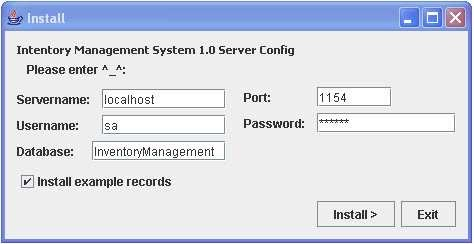 Install
Intentory Management System 1.0 Server Config
Please enter ^_^:
Servername: localhost Port: 1154
Username: sa Password: ******
Database: InventoryManagement
Install example records
Install > Exit